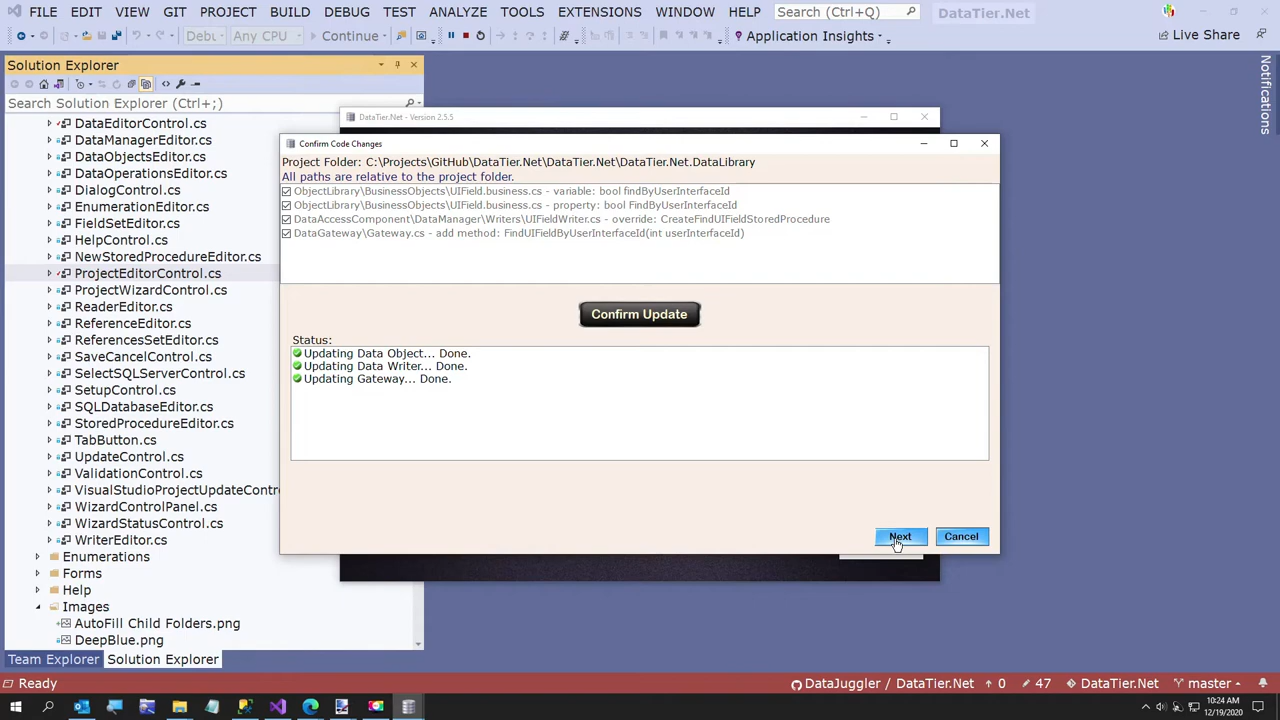 FILE EDIT VIEW GIT PROJECT BUILD DEBUG TEST ANALYZE TOOLS EXTENSIONS WINDOW HELP Search (Ctrl+Q) DataTier.Net
Debu Any CPU Continue Application Insights Live Share
Notifications
Solution Explorer
Search Solution Explorer (Ctrl+;)
DataEditorControl.cs
DataManagerEditor.cs
DataObjectsEditor.cs
DataOperationsEditor.cs
DialogControl.cs
EnumerationEditor.cs
FieldSetEditor.cs
HelpControl.cs
NewStoredProcedureEditor.cs
ProjectEditorControl.cs
ProjectWizardControl.cs
ReaderEditor.cs
ReferenceEditor.cs
ReferencesSetEditor.cs
SaveCancelControl.cs
SelectSQLServerControl.cs
SetupControl.cs
SQLDatabaseEditor.cs
StoredProcedureEditor.cs
TabButton.cs
UpdateControl.cs
ValidationControl.cs
VisualStudioProjectUpdateContr
WizardControlPanel.cs
WizardStatusControl.cs
WriterEditor.cs
Enumerations
Forms
Help
Images
AutoFill Child Folders.png
DeepBlue.png
Team Explorer Solution Explorer
DataTier.Net - Version 2.5.5
Confirm Code Changes
Project Folder: C:\Projects\GitHub\DataTier.Net\DataTier.Net\DataTier.Net.DataLibrary
All paths are relative to the project folder.
ObjectLibrary\BusinessObjects\UIField.business.cs - variable: bool findByUserInterfaceId
ObjectLibrary\BusinessObjects\UIField.business.cs - property: bool FindByUserInterfaceId
DataAccessComponent\DataManager\Writers\UIFieldWriter.cs - override: CreateFindUIFieldStoredProcedure
DataGateway\Gateway.cs - add method: FindUIFieldByUserInterfaceId(int userInterfaceId)
Confirm Update
Status:
Updating Data Object... Done.
Updating Data Writer... Done.
Updating Gateway... Done.
Next Cancel
Ready DataJuggler / DataTier.Net 0 47 DataTier.Net master
10:24 AM
12/19/2020